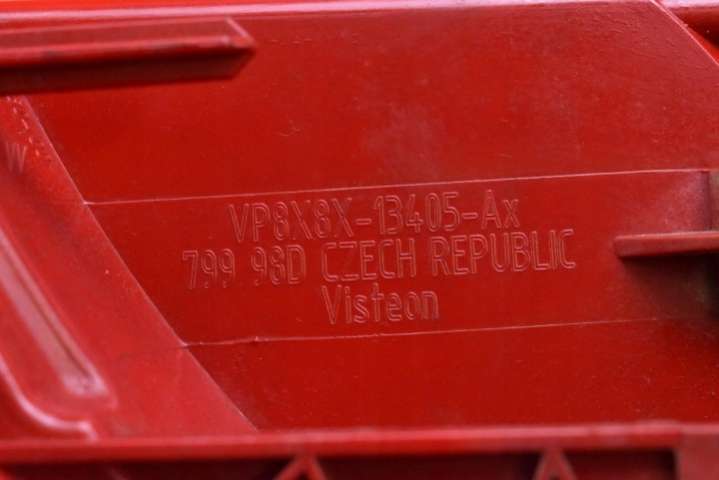 W
VP8X8X-13405-Ax
799 98D CZECH REPUBLIC
Visteon